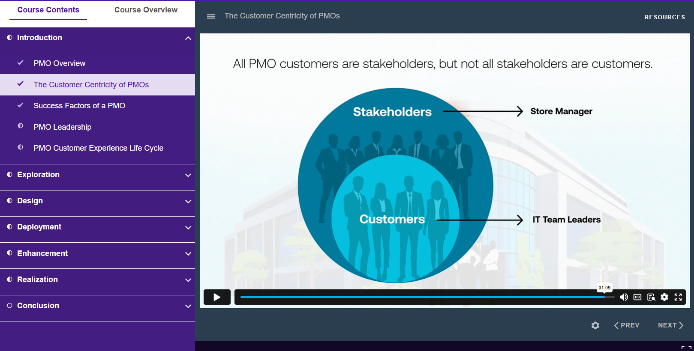 Course Contents
Course Overview
Introduction
PMO Overview
The Customer Centricity of PMOs
Success Factors of a PMO
PMO Leadership
PMO Customer Experience Life Cycle
Exploration
Design
Deployment
Enhancement
Realization
Conclusion
The Customer Centricity of PMOs
RESOURCES
All PMO customers are stakeholders, but not all stakeholders are customers.
Stakeholders
Store Manager
Customers
IT Team Leaders
PREV
NEXT